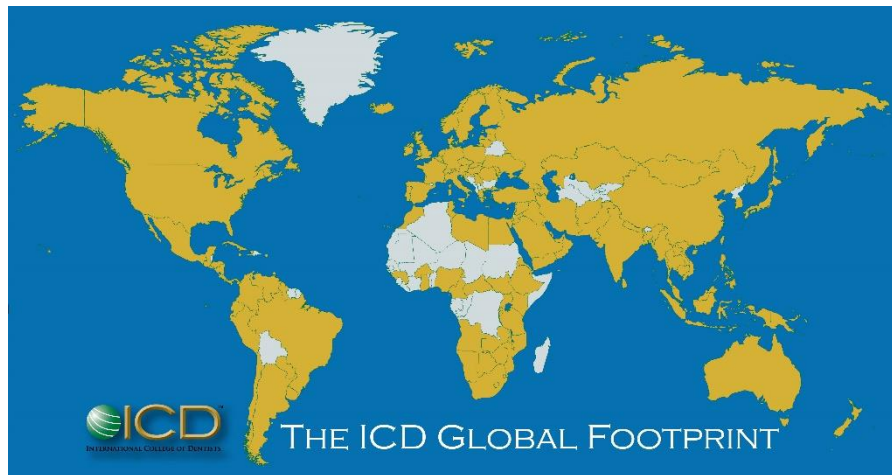 ICD
INTERNATIONAL COLLEGE OF DENTISTS
THE ICD GLOBAL FOOTPRINT